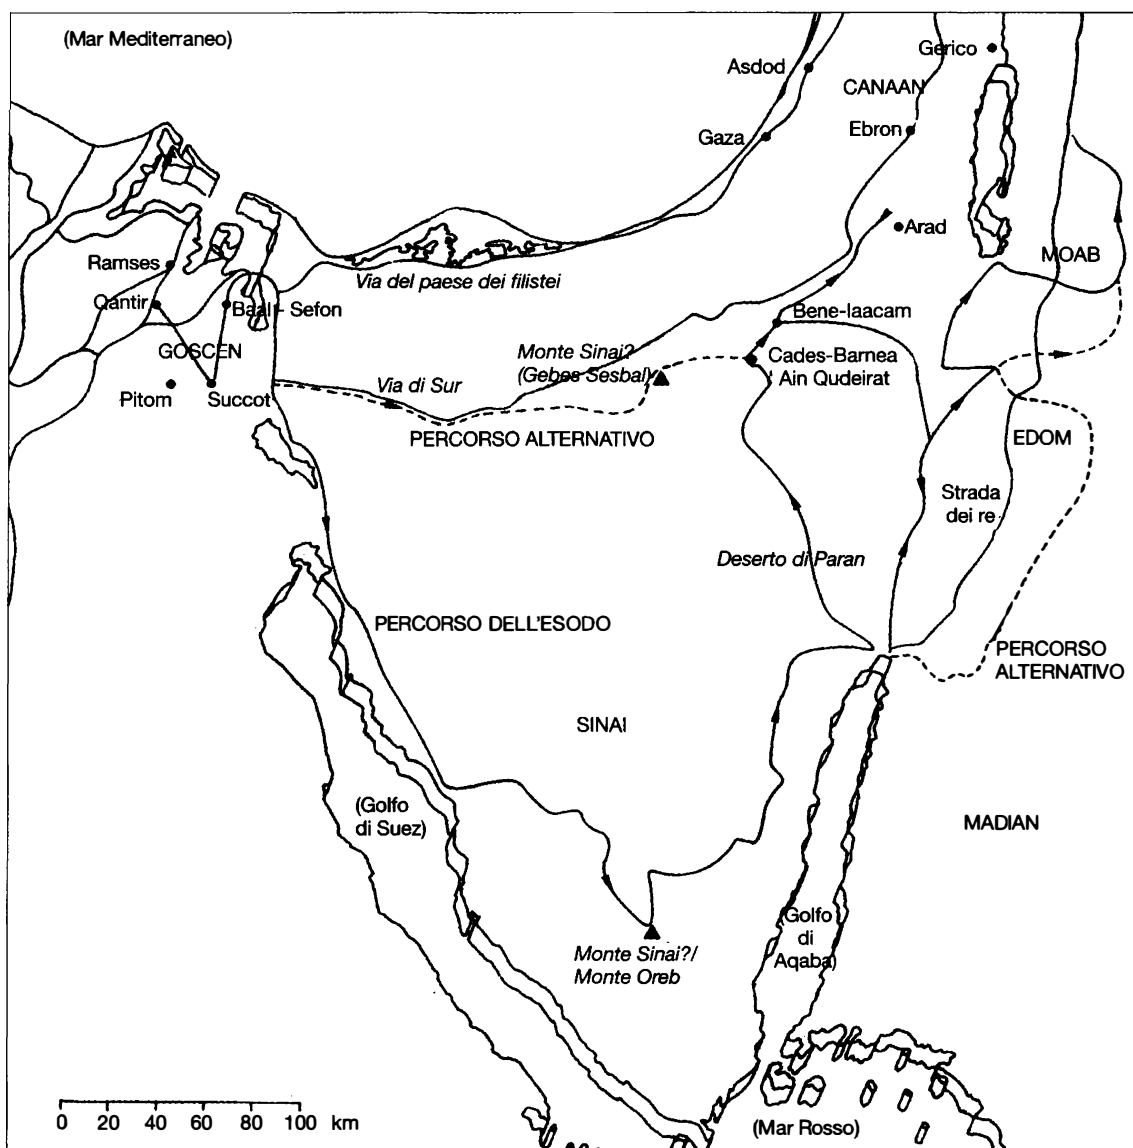 (Mar Mediterraneo)
Gerico
Asdod
CANAAN
Gaza
Ebron
Arad
Ramses
MOAB
Via del paese dei filistei
Qantir
Baal - Sefon
Bene-Iaacam
GOSCEN
Monte Sinai?
(Gebes Sesbal)
Cades-Barnea
Ain Qudeirat
Pitom
Succot
Via di Sur
PERCORSO ALTERNATIVO
EDOM
Strada
dei re
Deserto di Paran
PERCORSO DELL'ESODO
PERCORSO
ALTERNATIVO
SINAI
(Golfo
di Suez)
MADIAN
(Golfo
di
Aqaba)
Monte Sinai?/
Monte Oreb
0 20 40 60 80 100 km
(Mar Rosso)